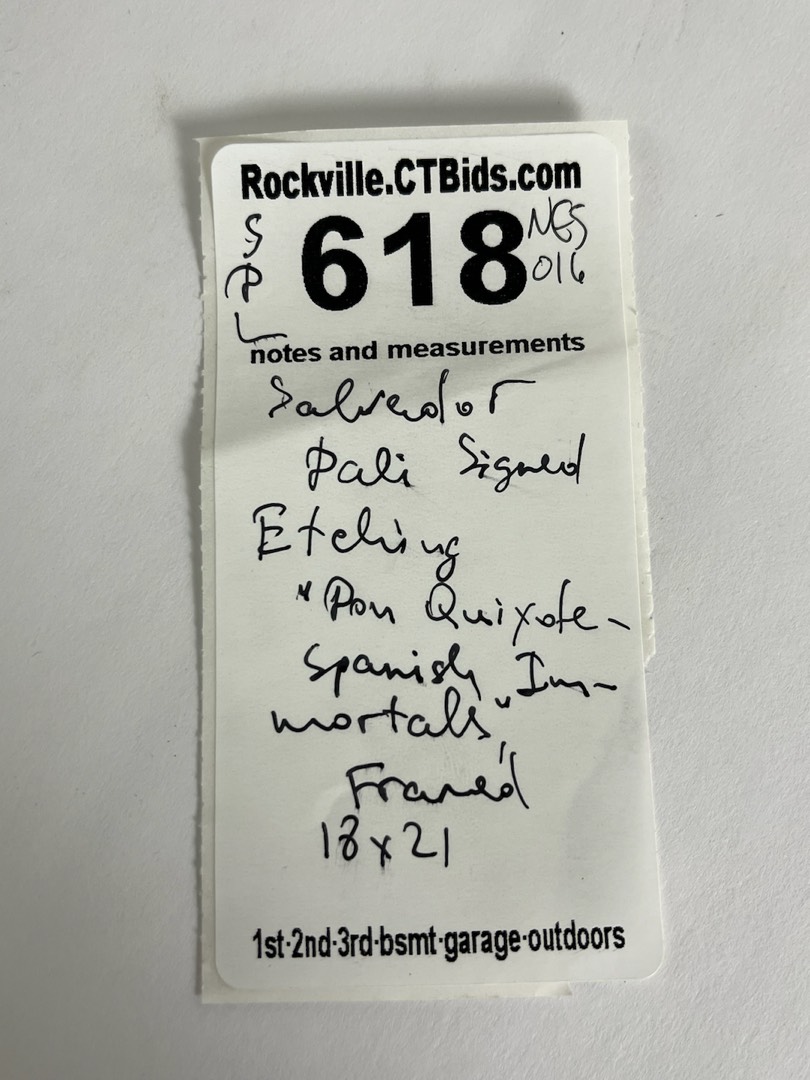 Rockville.CTBids.com
S
P
L
618
NES
016
notes and measurements
Salvador
Dali Signed
Etching
"Don Quixote -
Spanish Im-
mortals",
Framed
18x21
1st·2nd·3rd·bsmt·garage·outdoors